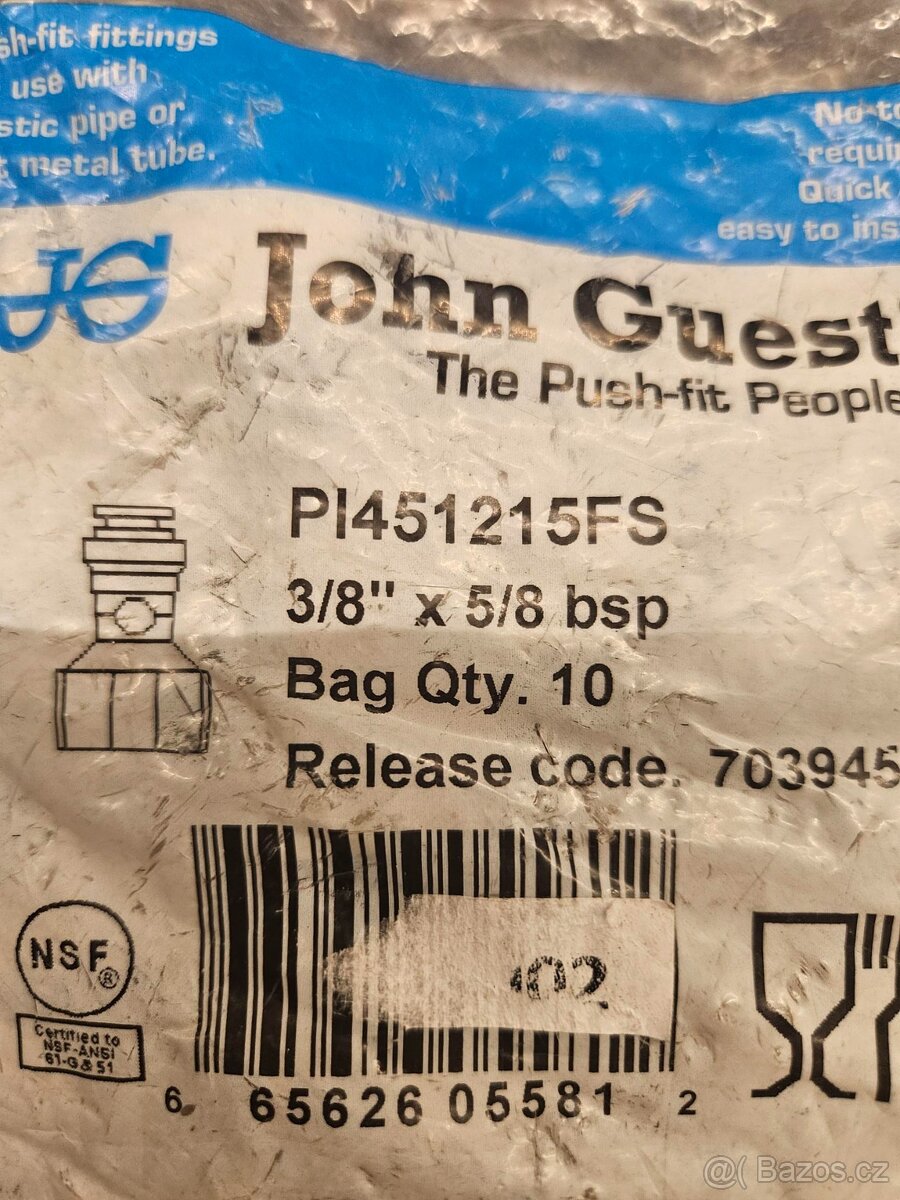 sh-fit fittings
use with
stic pipe or
t metal tube.
No to
requi
Quick
easy to ins
JG
John Guest
The Push-fit People
PI451215FS
3/8" x 5/8 bsp
Bag Qty. 10
Release code. 703945
NSF®
Certified to
NSF-ANSI
61-G & 51
02
6 65626 05581 2
@( Bazos.cz